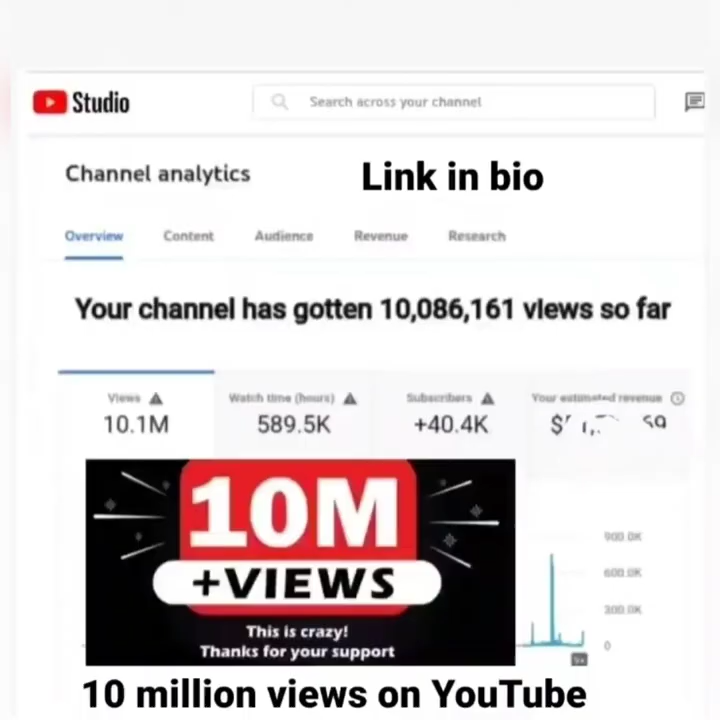 Studio
Search across your channel
Channel analytics
Link in bio
Overview Content Audience Revenue Research
Your channel has gotten 10,086,161 views so far
Views Watch time (hours) Subscribers Your estimated revenue
10.1M 589.5K +40.4K
10M
+VIEWS
This is crazy!
Thanks for your support
900.0K
600.0K
300.0K
0
10 million views on YouTube